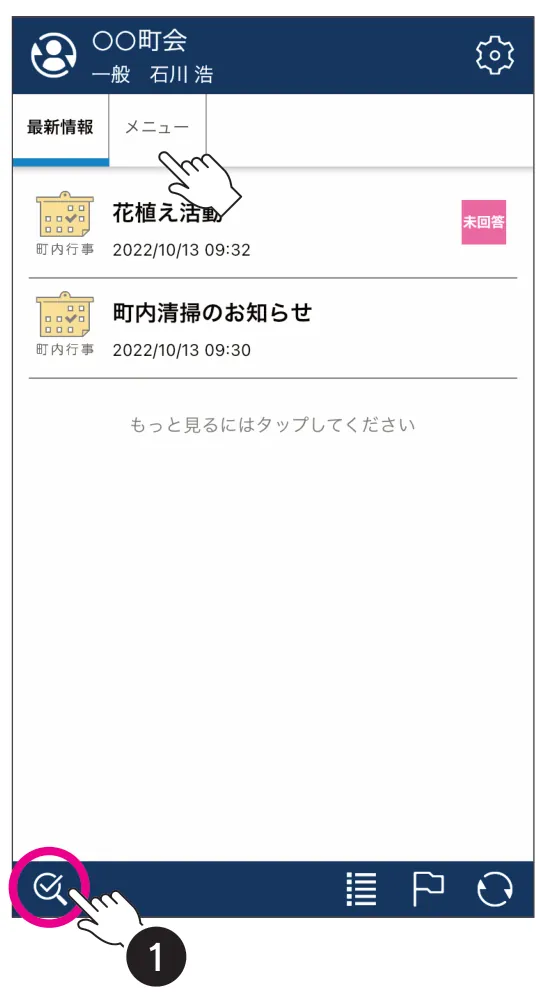 〇〇町会
一般 石川 浩
最新情報 メニュー
花植え活動
未回答
町内行事 2022/10/13 09:32
町内清掃のお知らせ
町内行事 2022/10/13 09:30
もっと見るにはタップしてください
1